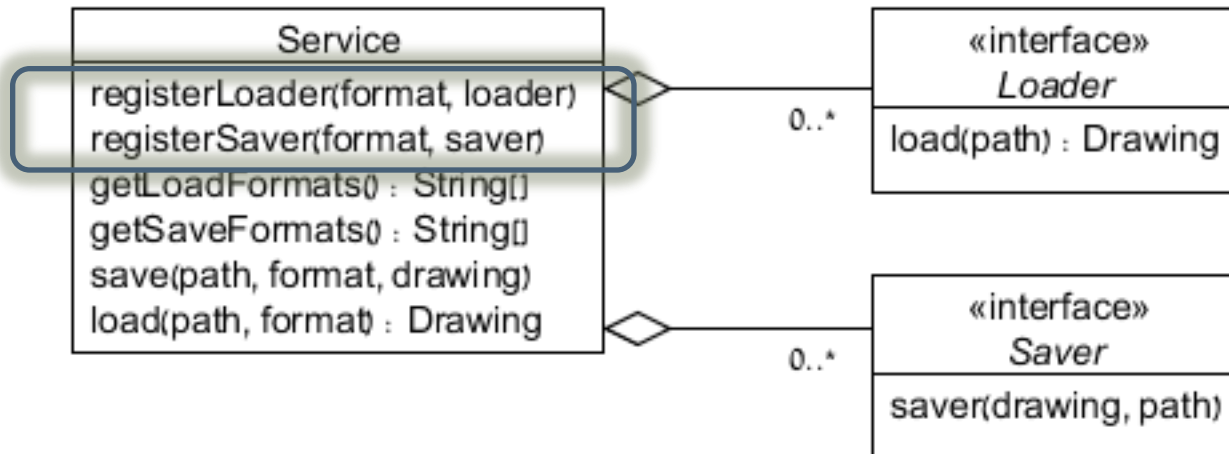 Service
registerLoader(format, loader)
registerSaver(format, saver)
getLoadFormats() : String[]
getSaveFormats() : String[]
save(path, format, drawing)
load(path, format) : Drawing
0..*
«interface»
Loader
load(path) : Drawing
0..*
«interface»
Saver
saver(drawing, path)